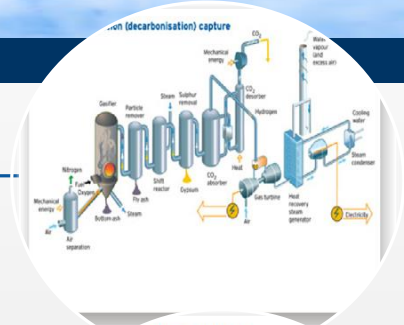 on (decarbonisation) capture
CO2
Mechanical
energy
Water
vapour
(and
excess air)
Gasifier
Particle
remover
Steam
Sulphur
removal
CO2
desorber
Hydrogen
Cooling
water
Nitrogen
Fuel
Oxygen
Mechanical
energy
Air
Air
separation
Bottom ash
Steam
Fly ash
Shift
reactor
Gypsum
CO2
absorber
Heat
Air
Gas turbine
Heat
recovery
steam
generator
Steam
condenser
Electricity